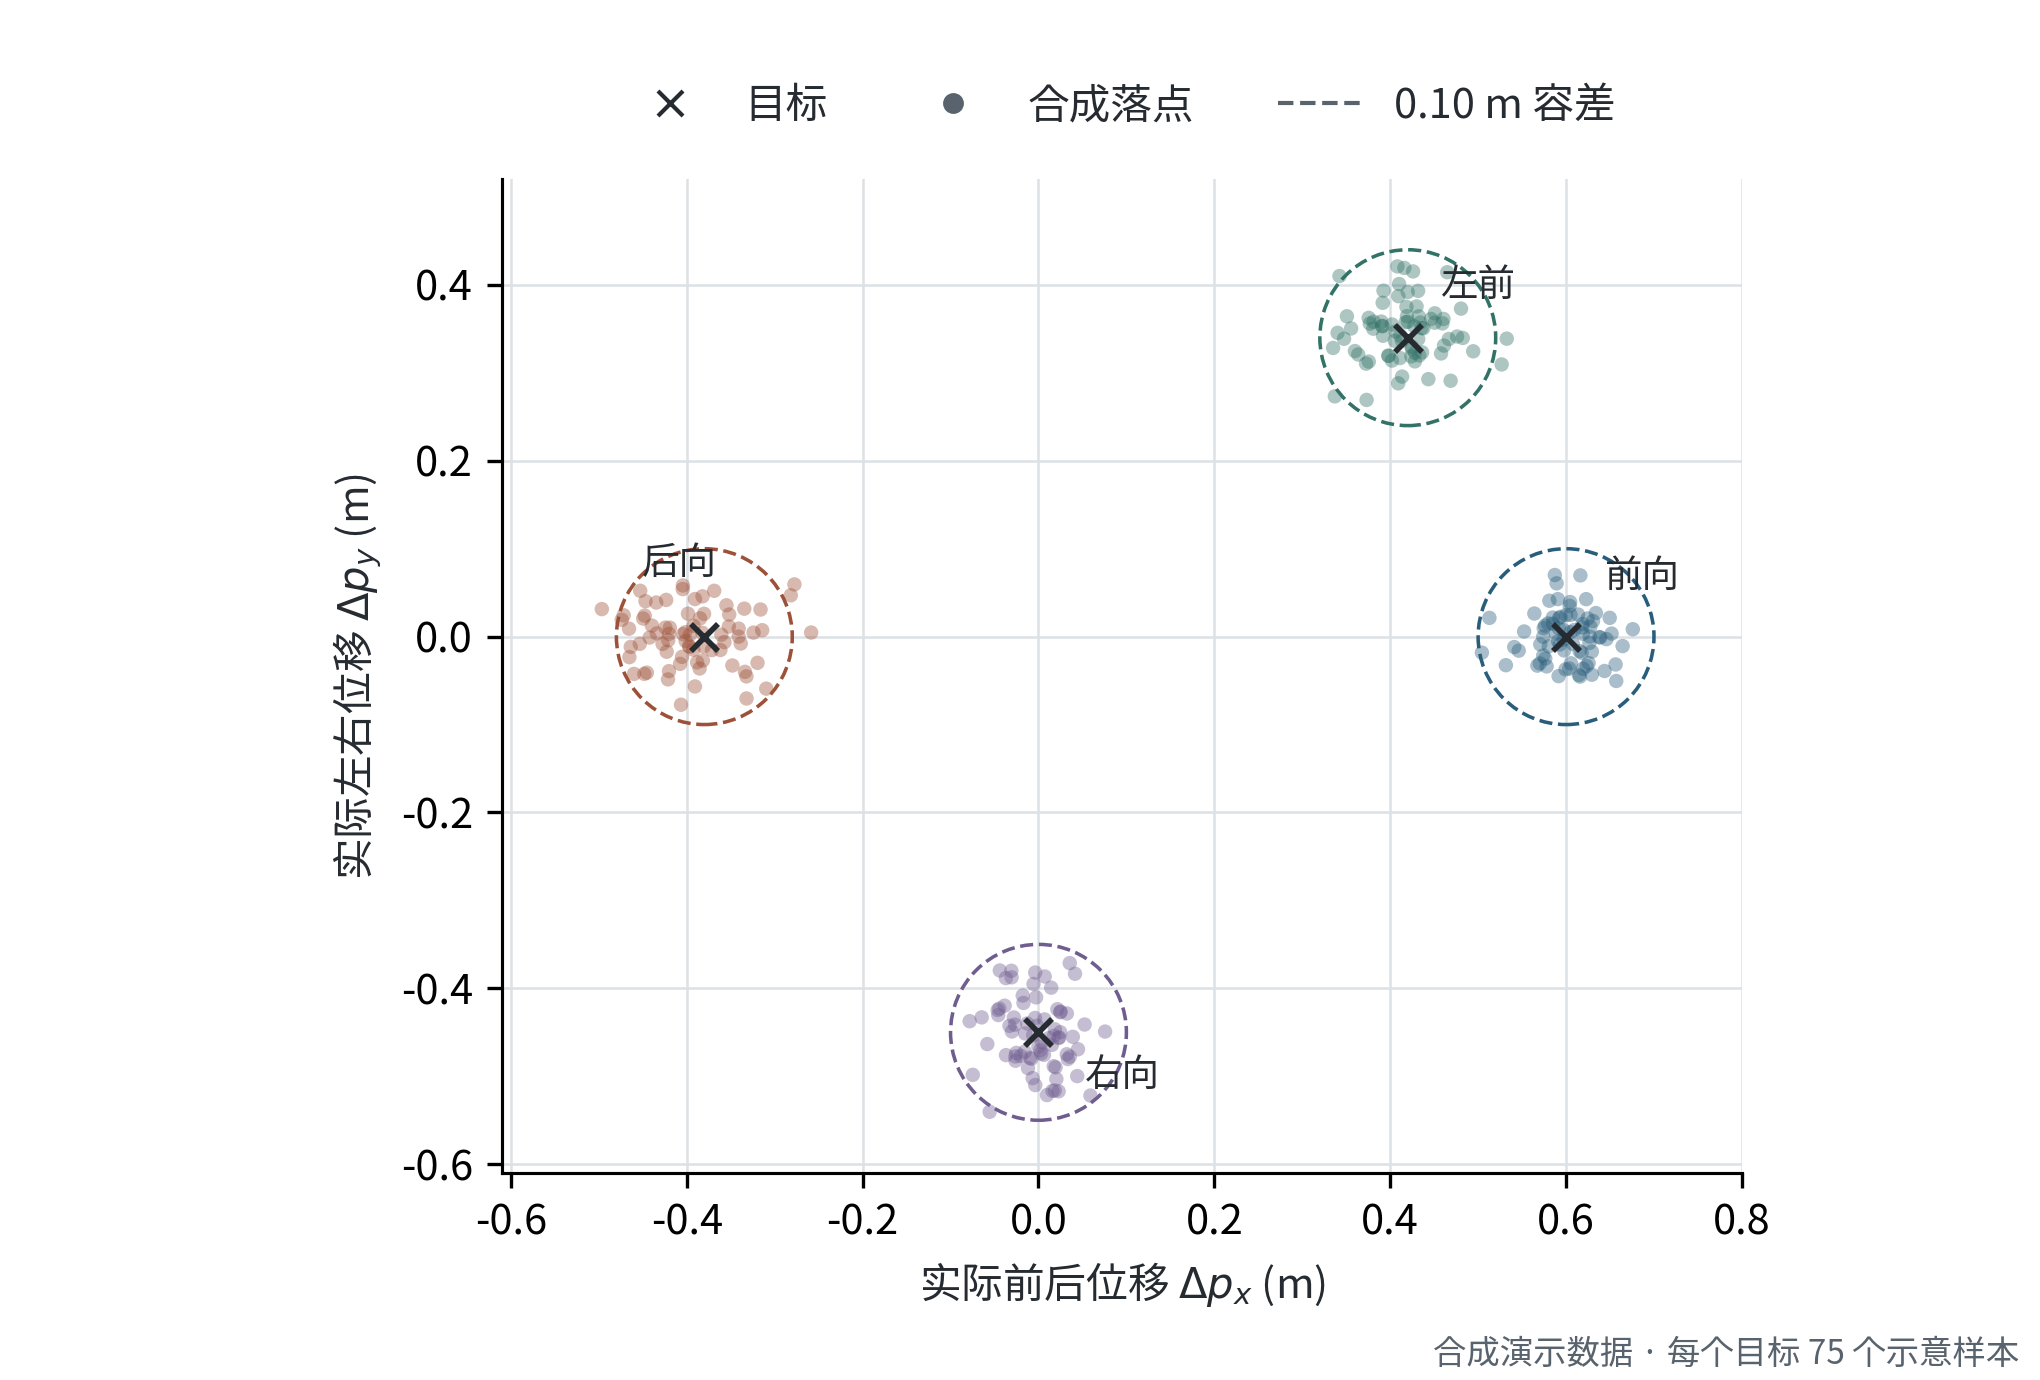 目标 合成落点 0.10 m 容差
实际左右位移 Δp_y (m)
0.4
0.2
0.0
-0.2
-0.4
-0.6
左前
后向
前向
右向
-0.6 -0.4 -0.2 0.0 0.2 0.4 0.6 0.8
实际前后位移 Δp_x (m)
合成演示数据 · 每个目标 75 个示意样本